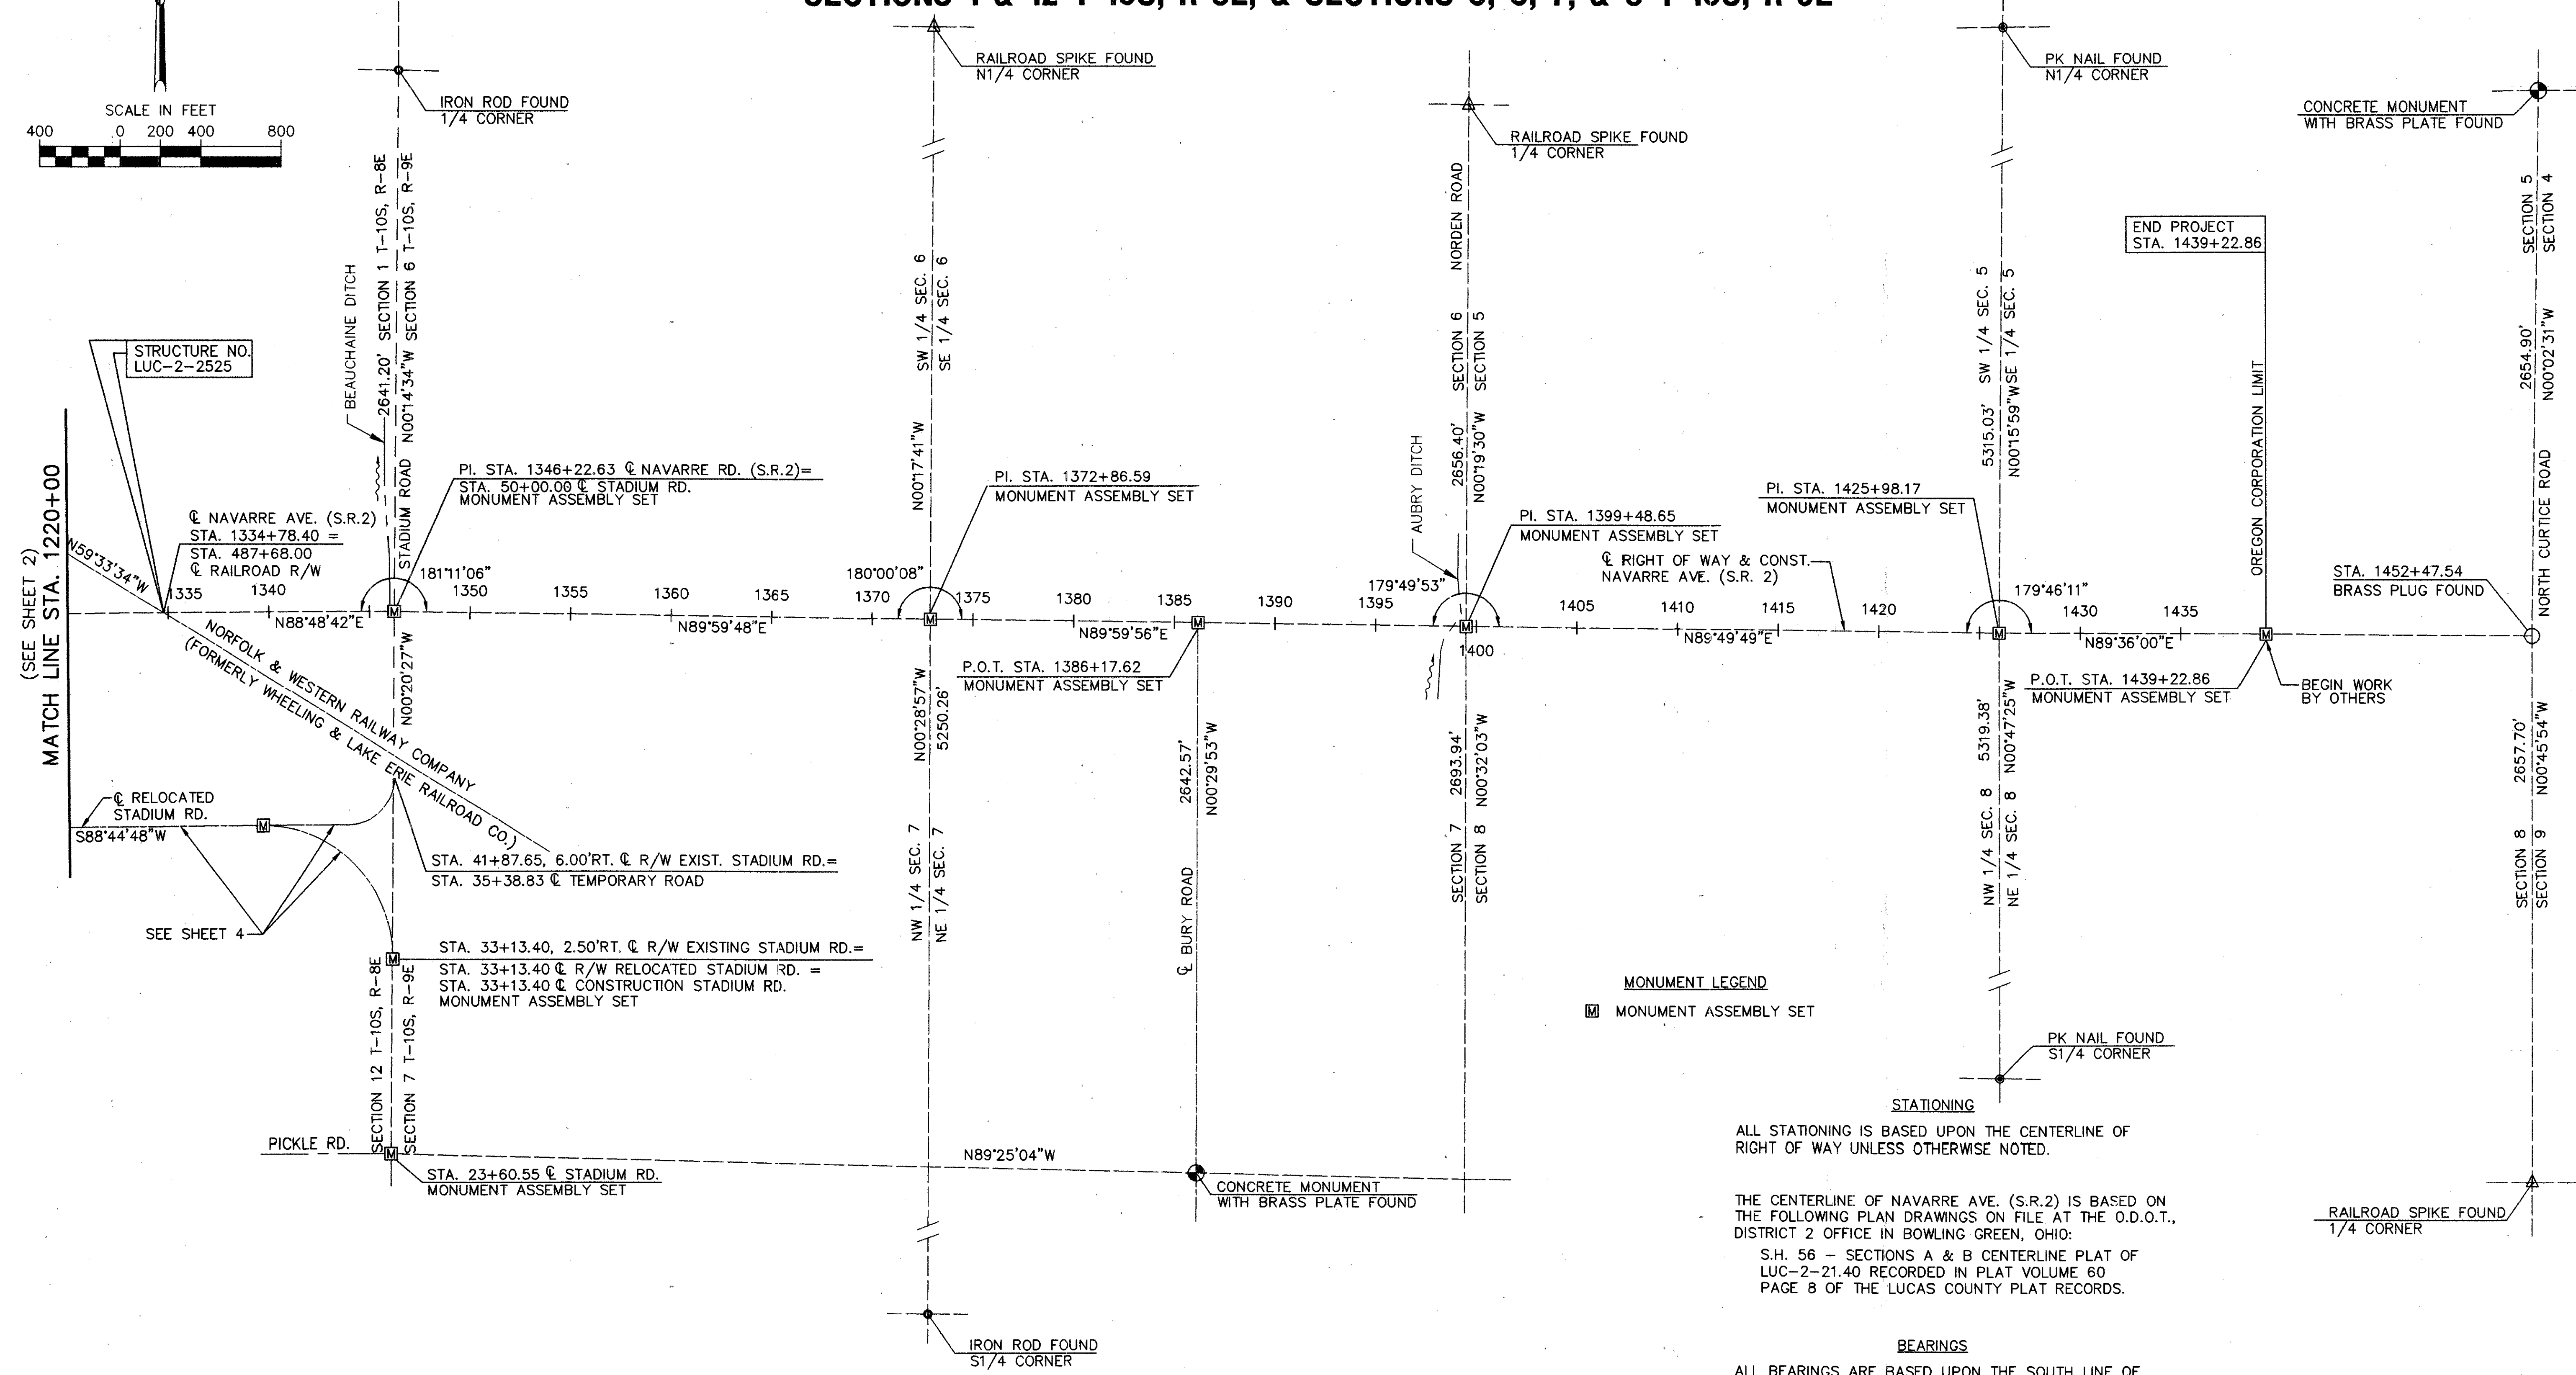 SECTIONS 1 & 12 T-10S, R-8E, & SECTIONS 5, 6, 7, & 8 T-10S, R-9E
SCALE IN FEET
400 0 200 400 800
IRON ROD FOUND
1/4 CORNER
RAILROAD SPIKE FOUND
N1/4 CORNER
RAILROAD SPIKE FOUND
1/4 CORNER
PK NAIL FOUND
N1/4 CORNER
CONCRETE MONUMENT
WITH BRASS PLATE FOUND
STRUCTURE NO.
LUC-2-2525
BEAUCHAINE DITCH
2641.20' SECTION 1 T-10S, R-8E
N00°14'34"W SECTION 6 T-10S, R-9E
STADIUM ROAD
SW 1/4 SEC. 6
SE 1/4 SEC. 6
N00°17'41"W
NORDEN ROAD
2656.40' SECTION 6
N00°19'30"W SECTION 5
AUBRY DITCH
5315.03' SW 1/4 SEC. 5
N00°15'59"W SE 1/4 SEC. 5
END PROJECT
STA. 1439+22.86
OREGON CORPORATION LIMIT
2654.90' SECTION 5
N00°02'31"W SECTION 4
NORTH CURTICE ROAD
(SEE SHEET 2)
MATCH LINE STA. 1220+00
N59°33'34"W
℄ NAVARRE AVE. (S.R.2)
STA. 1334+78.40 =
STA. 487+68.00
℄ RAILROAD R/W
PI. STA. 1346+22.63 ℄ NAVARRE RD. (S.R.2)=
STA. 50+00.00 ℄ STADIUM RD.
MONUMENT ASSEMBLY SET
PI. STA. 1372+86.59
MONUMENT ASSEMBLY SET
PI. STA. 1399+48.65
MONUMENT ASSEMBLY SET
℄ RIGHT OF WAY & CONST.
NAVARRE AVE. (S.R. 2)
PI. STA. 1425+98.17
MONUMENT ASSEMBLY SET
STA. 1452+47.54
BRASS PLUG FOUND
181°11'06"
180°00'08"
179°49'53"
179°46'11"
1335 1340 1350 1355 1360 1365 1370 1375 1380 1385 1390 1395 1400 1405 1410 1415 1420 1430 1435
N88°48'42"E
N89°59'48"E
N89°59'56"E
N89°49'49"E
N89°36'00"E
P.O.T. STA. 1386+17.62
MONUMENT ASSEMBLY SET
P.O.T. STA. 1439+22.86
MONUMENT ASSEMBLY SET
BEGIN WORK
BY OTHERS
NORFOLK & WESTERN RAILWAY COMPANY
(FORMERLY WHEELING & LAKE ERIE RAILROAD CO.)
N00°20'27"W
N00°28'57"W
5250.26'
NW 1/4 SEC. 7
NE 1/4 SEC. 7
2642.57'
N00°29'53"W
℄ BURY ROAD
SECTION 7 2693.94'
SECTION 8 N00°32'03"W
NW 1/4 SEC. 8 5319.38'
NE 1/4 SEC. 8 N00°47'25"W
SECTION 8 2657.70'
SECTION 9 N00°45'54"W
℄ RELOCATED
STADIUM RD.
S88°44'48"W
STA. 41+87.65, 6.00'RT. ℄ R/W EXIST. STADIUM RD.=
STA. 35+38.83 ℄ TEMPORARY ROAD
SEE SHEET 4
STA. 33+13.40, 2.50'RT. ℄ R/W EXISTING STADIUM RD.=
STA. 33+13.40 ℄ R/W RELOCATED STADIUM RD. =
STA. 33+13.40 ℄ CONSTRUCTION STADIUM RD.
MONUMENT ASSEMBLY SET
SECTION 12 T-10S, R-8E
SECTION 7 T-10S, R-9E
PICKLE RD.
STA. 23+60.55 ℄ STADIUM RD.
MONUMENT ASSEMBLY SET
N89°25'04"W
CONCRETE MONUMENT
WITH BRASS PLATE FOUND
IRON ROD FOUND
S1/4 CORNER
MONUMENT LEGEND
M MONUMENT ASSEMBLY SET
PK NAIL FOUND
S1/4 CORNER
RAILROAD SPIKE FOUND
1/4 CORNER
STATIONING
ALL STATIONING IS BASED UPON THE CENTERLINE OF
RIGHT OF WAY UNLESS OTHERWISE NOTED.
THE CENTERLINE OF NAVARRE AVE. (S.R.2) IS BASED ON
THE FOLLOWING PLAN DRAWINGS ON FILE AT THE O.D.O.T.,
DISTRICT 2 OFFICE IN BOWLING GREEN, OHIO:
S.H. 56 - SECTIONS A & B CENTERLINE PLAT OF
LUC-2-21.40 RECORDED IN PLAT VOLUME 60
PAGE 8 OF THE LUCAS COUNTY PLAT RECORDS.
BEARINGS
ALL BEARINGS ARE BASED UPON THE SOUTH LINE OF